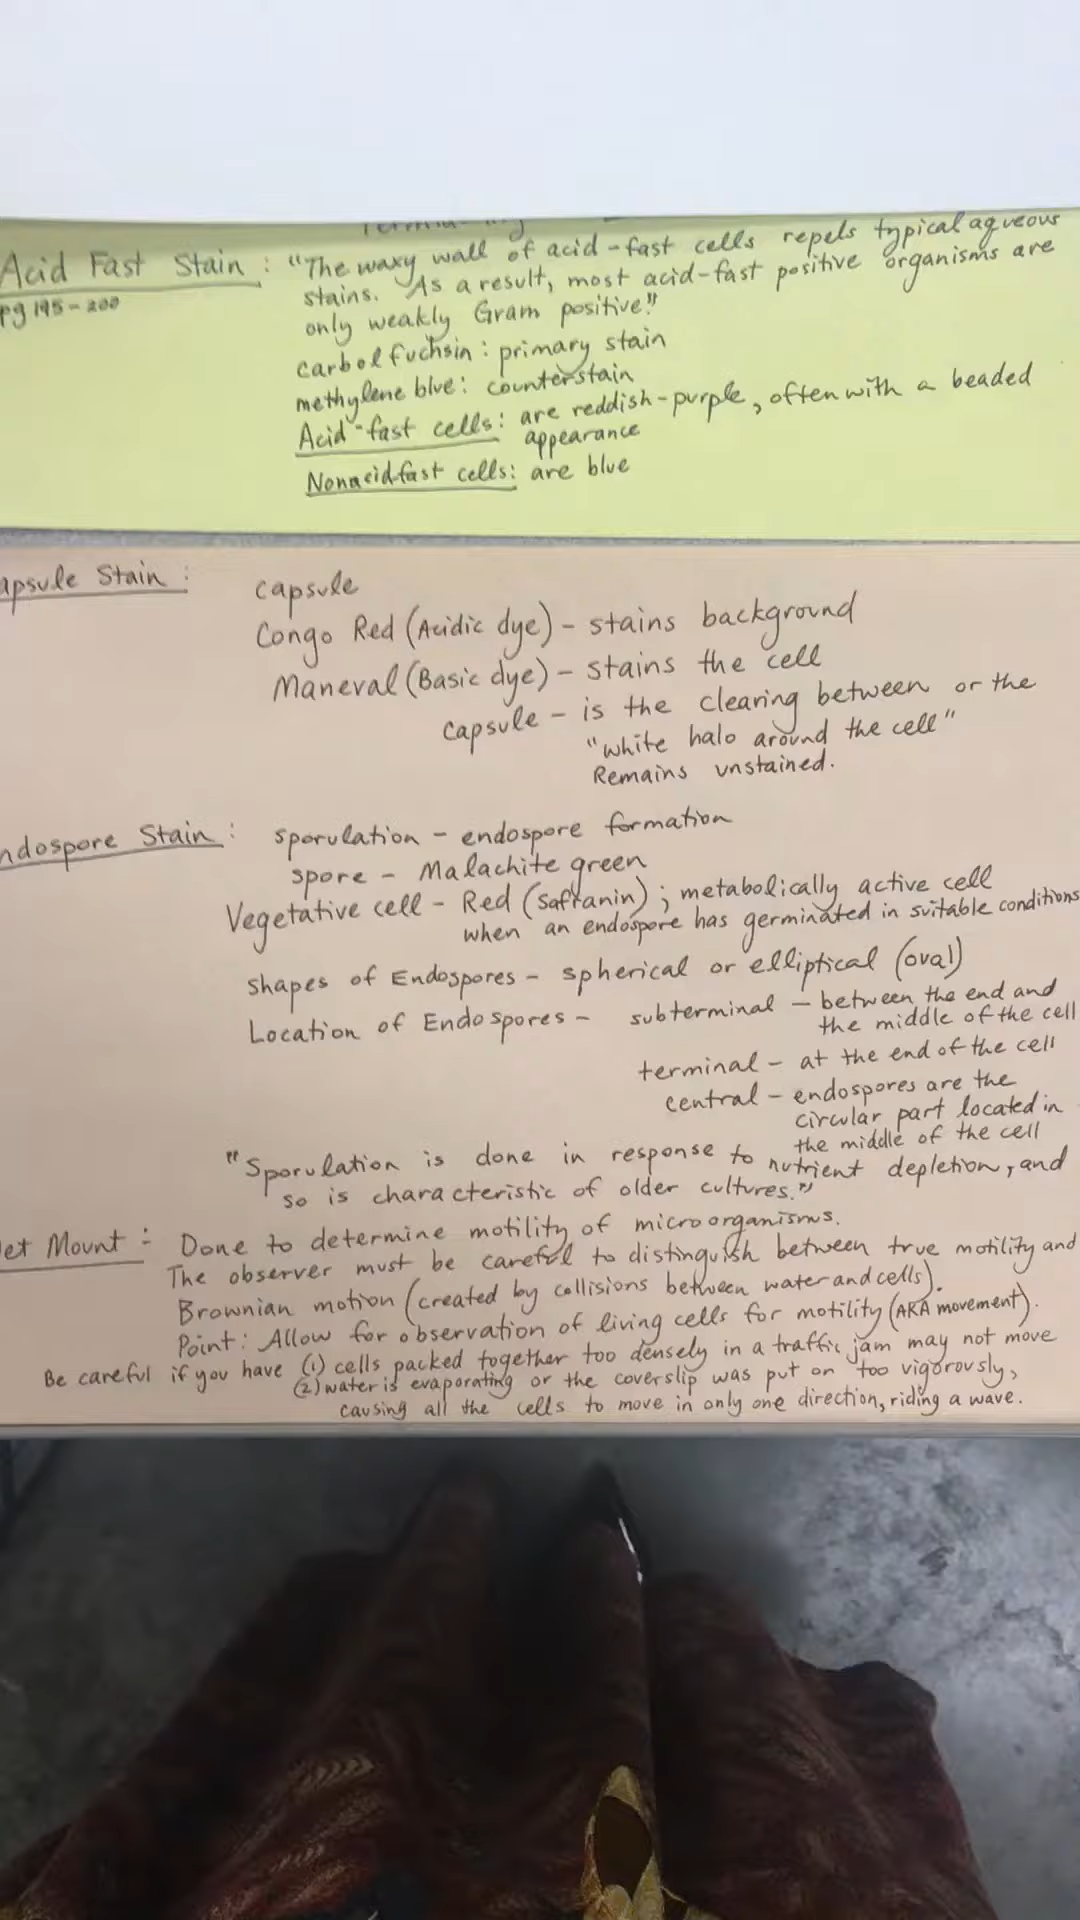 Acid Fast Stain : "The waxy wall of acid-fast cells repels typical aqueous
pg 195-200
stains. As a result, most acid-fast positive organisms are
only weakly Gram positive."
carbol fuchsin : primary stain
methylene blue : counterstain
Acid-fast cells : are reddish-purple, often with a beaded
appearance
Nonacidfast cells : are blue
apsule Stain :
capsule
Congo Red (Acidic dye) - stains background
Maneval (Basic dye) - stains the cell
capsule - is the clearing between or the
"white halo around the cell"
Remains unstained.
ndospore Stain : sporulation - endospore formation
spore - Malachite green
Vegetative cell - Red (Safranin) ; metabolically active cell
when an endospore has germinated in suitable conditions
shapes of Endospores - spherical or elliptical (oval)
Location of Endospores - subterminal - between the end and
the middle of the cell
terminal - at the end of the cell
central - endospores are the
circular part located in
the middle of the cell
"Sporulation is done in response to nutrient depletion, and
so is characteristic of older cultures."
et Mount : Done to determine motility of microorganisms.
The observer must be careful to distinguish between true motility and
Brownian motion (created by collisions between water and cells).
Point : Allow for observation of living cells for motility (AKA movement).
Be careful if you have (1) cells packed together too densely in a traffic jam may not move
(2) water is evaporating or the coverslip was put on too vigorously,
causing all the cells to move in only one direction, riding a wave.